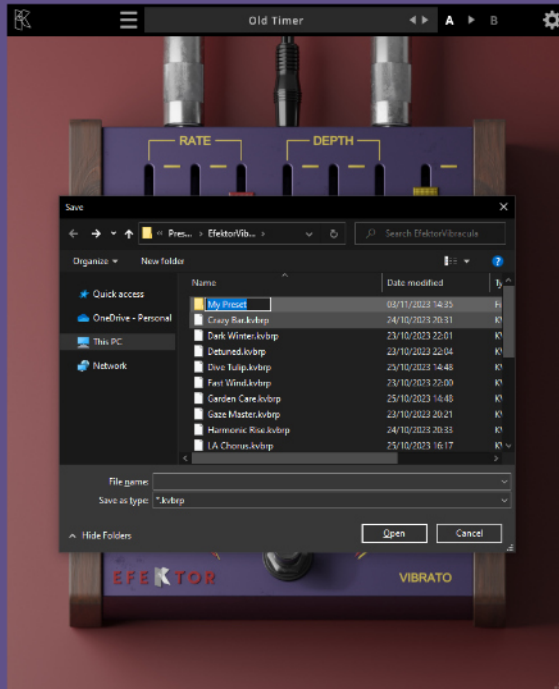 Old Timer A B
RATE DEPTH
Save
Pres... EfektorVib... Search EfektorVibracula
Organize New folder
Name Date modified
Quick access
OneDrive - Personal
This PC
Network
My Preset 03/11/2023 14:35
Crazy Bar.kvbrp 24/10/2023 20:31
Dark Winter.kvbrp 23/10/2023 22:01
Detuned.kvbrp 23/10/2023 22:04
Dive Tulip.kvbrp 25/10/2023 14:48
Fast Wind.kvbrp 23/10/2023 22:00
Garden Care.kvbrp 25/10/2023 14:48
Gaze Master.kvbrp 23/10/2023 20:21
Harmonic Rise.kvbrp 24/10/2023 20:33
LA Chorus.kvbrp 25/10/2023 16:17
File name:
Save as type: *.kvbrp
Hide Folders Open Cancel
EFEKTOR VIBRATO